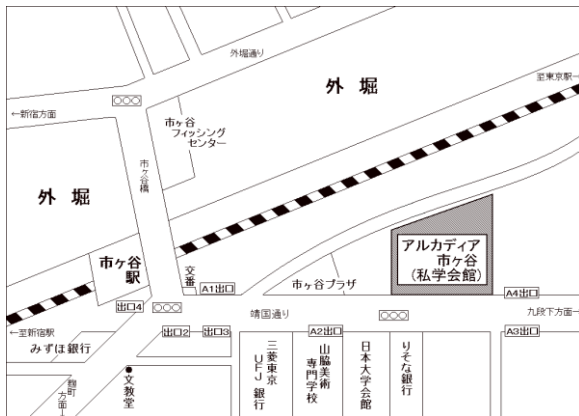 外堀通り
至東京駅→
外 堀
←新宿方面
市ヶ谷
フィッシング
センター
市ヶ谷橋
外 堀
アルカディア
市ヶ谷
(私学会館)
市ヶ谷
駅
交番
A1出口
市ヶ谷プラザ
A4出口
出口4
靖国通り
九段下方面→
←至新宿駅
出口2
出口3
A2出口
A3出口
みずほ銀行
麹町
方面
文教堂
三菱東京
UFJ銀行
山脇美術
専門学校
日本大学会館
りそな銀行